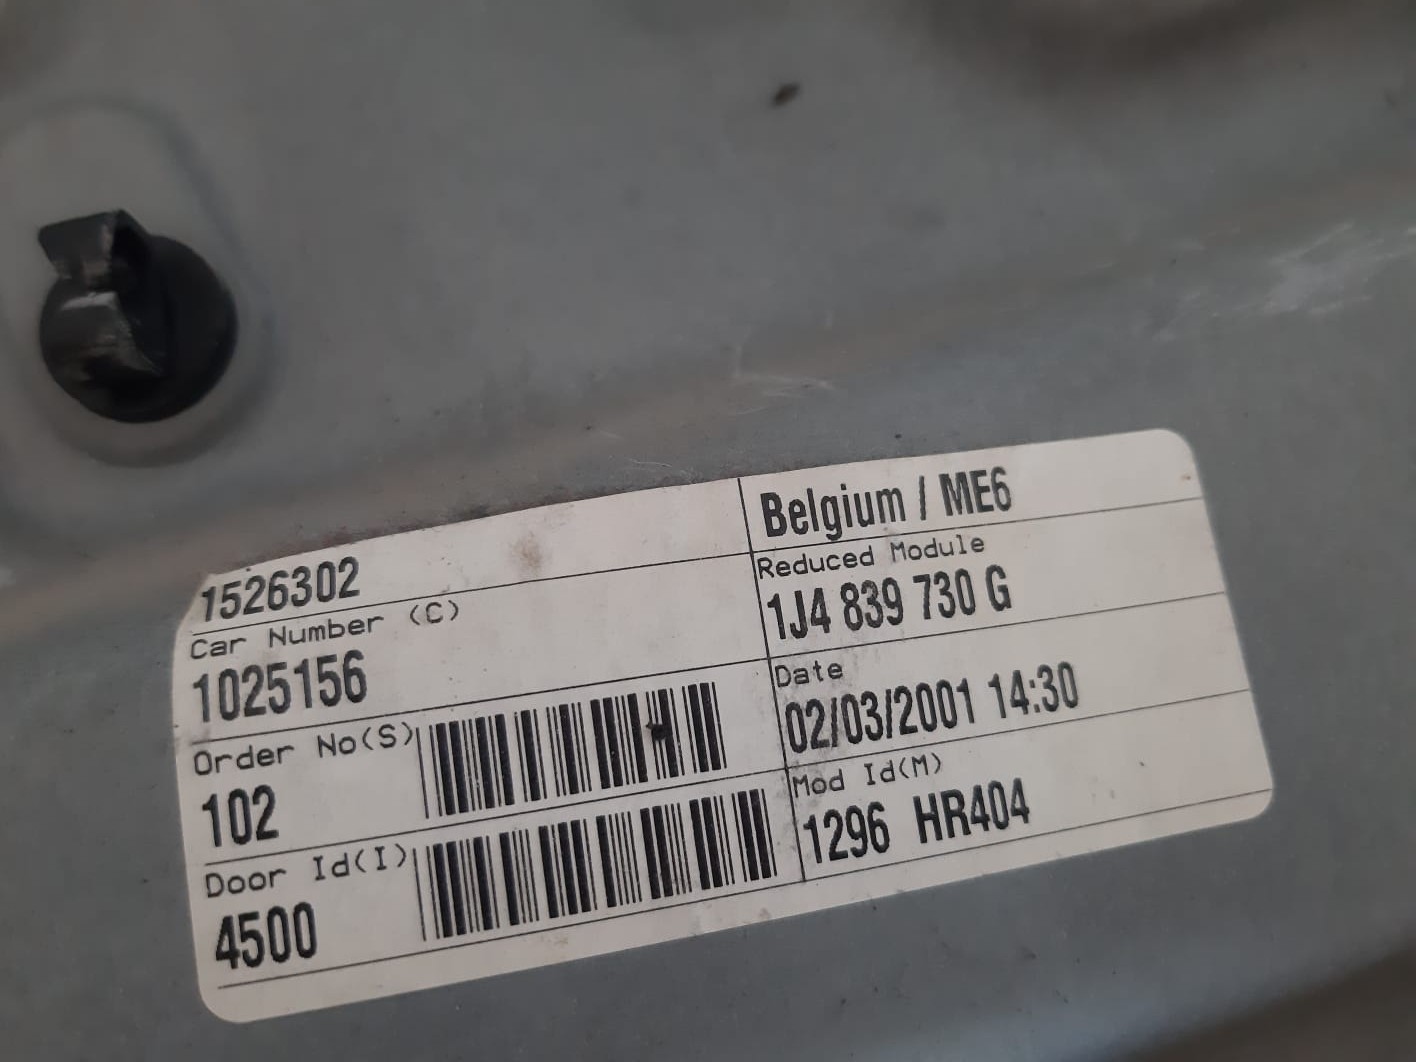 1526302
Car Number (C)
1025156
Order No(S)
102
Door Id(I)
4500
Belgium / ME6
Reduced Module
1J4 839 730 G
Date
02/03/2001 14:30
Mod Id(M)
1296 HR404